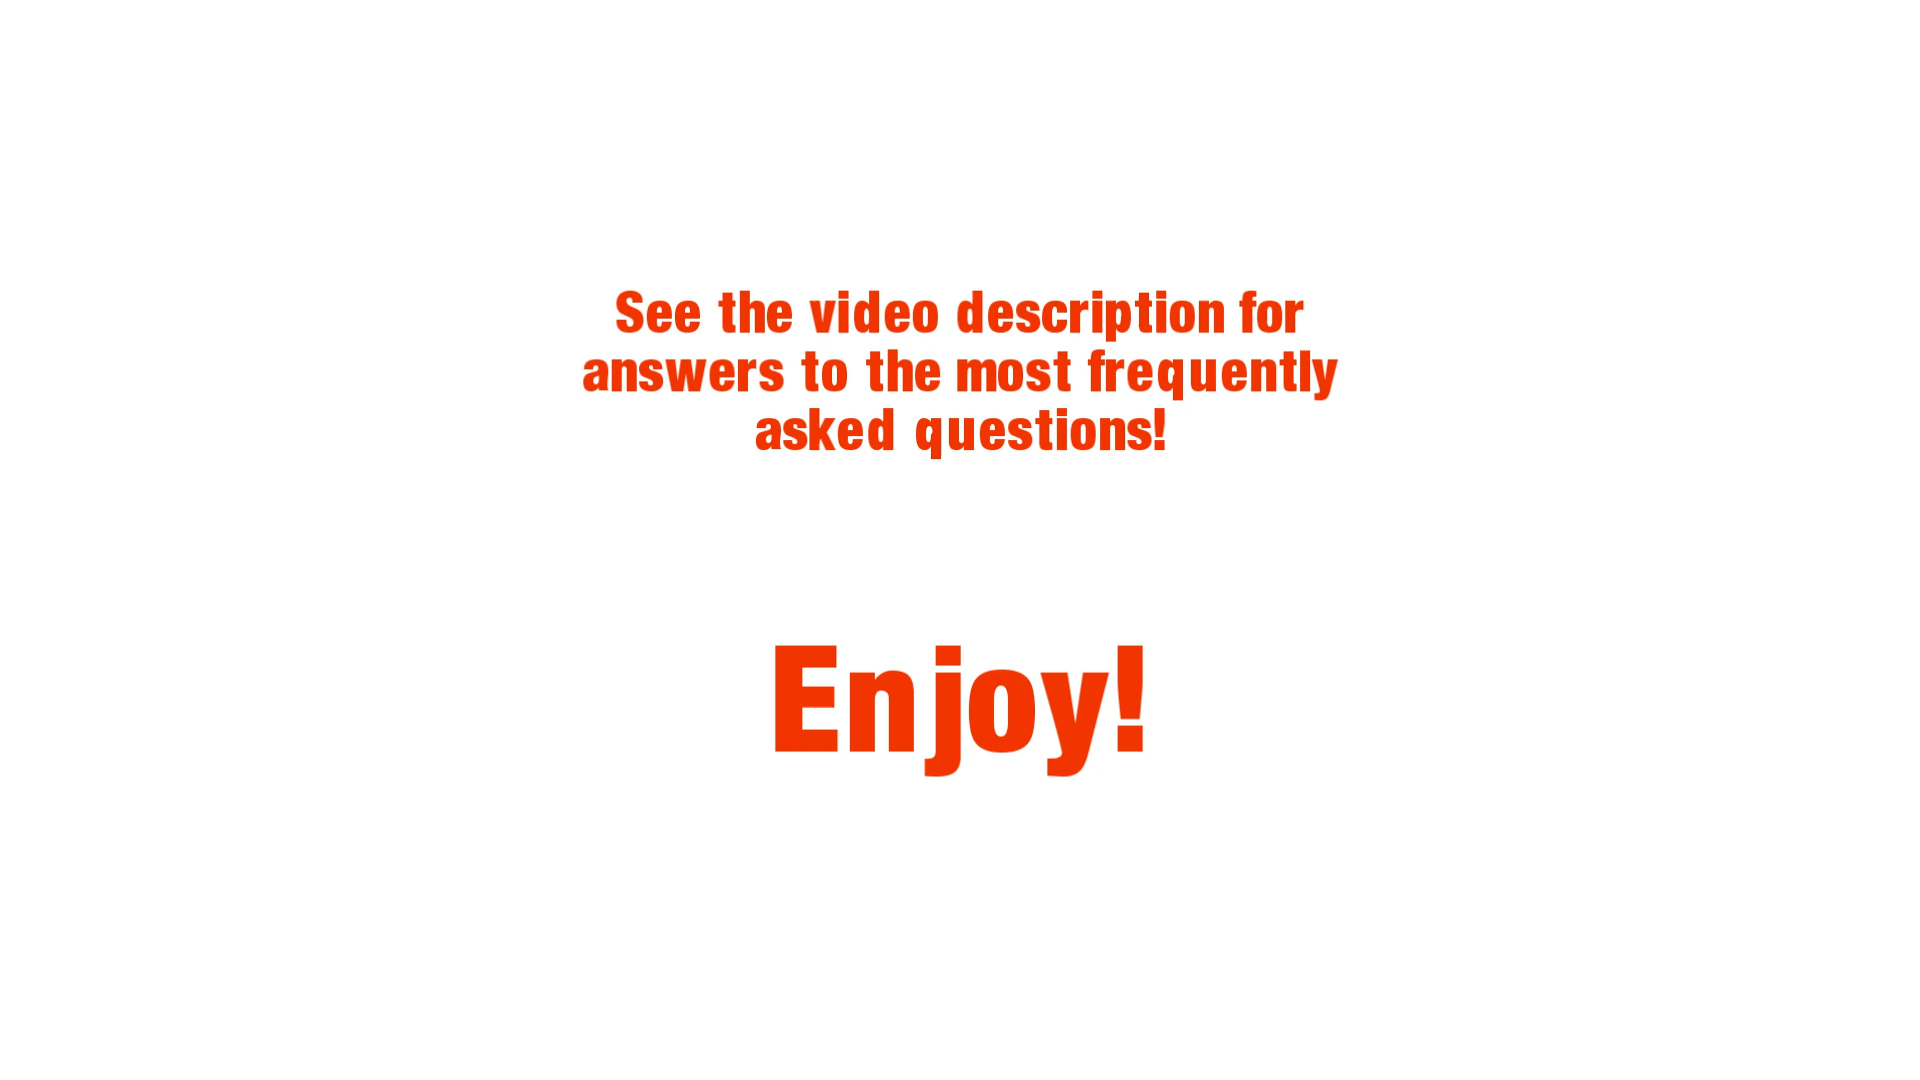 See the video description for
answers to the most frequently
asked questions!
Enjoy!